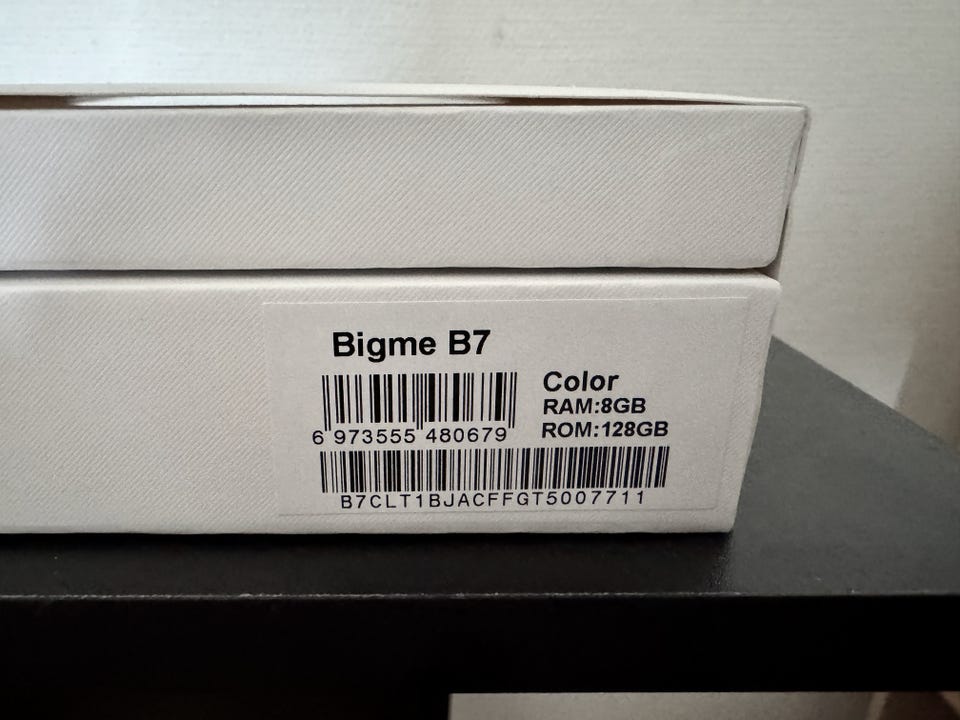 Bigme B7
Color
RAM:8GB
ROM:128GB
6 973555 480679
B7CLT1BJACFFGT5007711